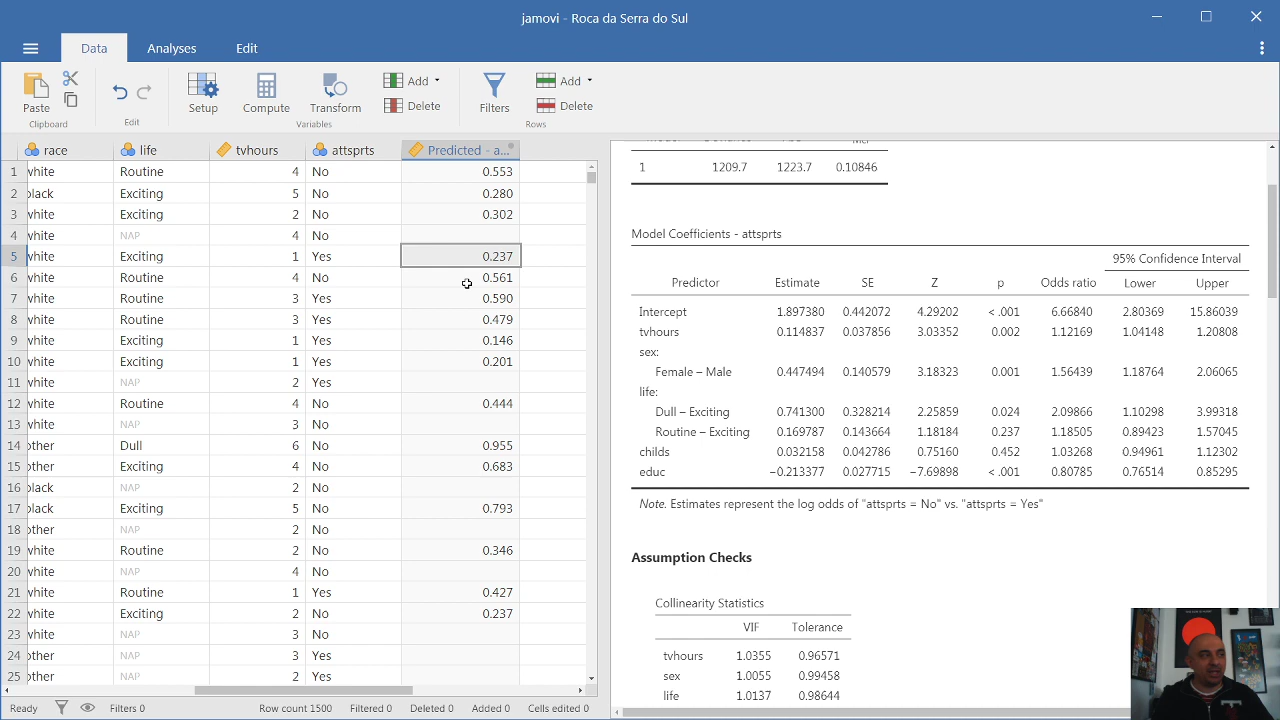 jamovi - Roca da Serra do Sul
Data Analyses Edit
Paste Setup Compute Transform Add Delete Filters Add Delete
Clipboard Edit Variables Rows
race life tvhours attsprts Predicted - a...
1 white Routine 4 No 0.553
2 black Exciting 5 No 0.280
3 white Exciting 2 No 0.302
4 white NAP 4 No
5 white Exciting 1 Yes 0.237
6 white Routine 4 No 0.561
7 white Routine 3 Yes 0.590
8 white Routine 3 Yes 0.479
9 white Exciting 1 Yes 0.146
10 white Exciting 1 Yes 0.201
11 white NAP 2 Yes
12 white Routine 4 No 0.444
13 white NAP 3 No
14 other Dull 6 No 0.955
15 other Exciting 4 No 0.683
16 black NAP 2 No
17 black Exciting 5 No 0.793
18 other NAP 2 No
19 white Routine 2 No 0.346
20 white NAP 4 No
21 white Routine 1 Yes 0.427
22 white Exciting 2 No 0.237
23 white NAP 3 No
24 other NAP 3 Yes
25 other NAP 2 Yes
Ready Filters 0 Row count 1500 Filtered 0 Deleted 0 Added 0 Cells edited 0
1 1209.7 1223.7 0.10846
Model Coefficients - attsprts
95% Confidence Interval
Predictor Estimate SE Z p Odds ratio Lower Upper
Intercept 1.897380 0.442072 4.29202 < .001 6.66840 2.80369 15.86039
tvhours 0.114837 0.037856 3.03352 0.002 1.12169 1.04148 1.20808
sex:
Female – Male 0.447494 0.140579 3.18323 0.001 1.56439 1.18764 2.06065
life:
Dull – Exciting 0.741300 0.328214 2.25859 0.024 2.09866 1.10298 3.99318
Routine – Exciting 0.169787 0.143664 1.18184 0.237 1.18505 0.89423 1.57045
childs 0.032158 0.042786 0.75160 0.452 1.03268 0.94961 1.12302
educ −0.213377 0.027715 −7.69898 < .001 0.80785 0.76514 0.85295
Note. Estimates represent the log odds of "attsprts = No" vs. "attsprts = Yes"
Assumption Checks
Collinearity Statistics
VIF Tolerance
tvhours 1.0355 0.96571
sex 1.0055 0.99458
life 1.0137 0.98644